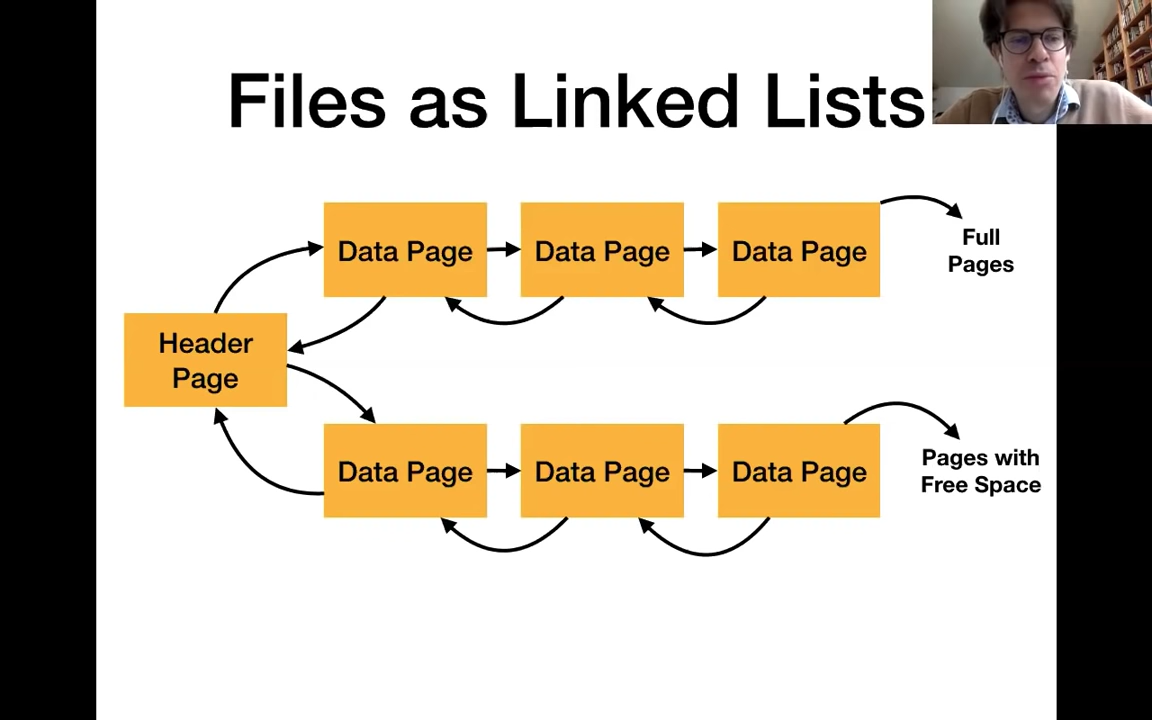 Files as Linked Lists
Data Page
Data Page
Data Page
Full
Pages
Header
Page
Data Page
Data Page
Data Page
Pages with
Free Space